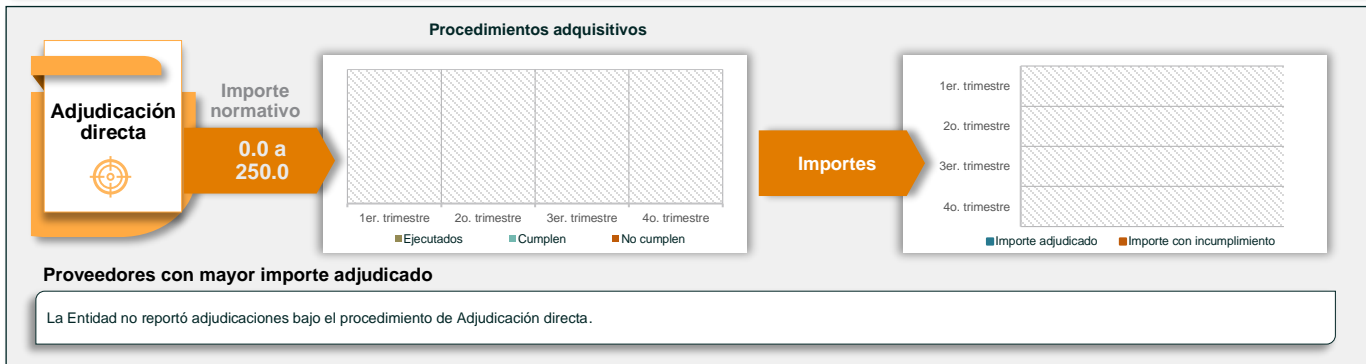 Procedimientos adquisitivos
Adjudicación
directa
Importe
normativo
0.0 a
250.0
1er. trimestre 2o. trimestre 3er. trimestre 4o. trimestre
Ejecutados Cumplen No cumplen
Importes
1er. trimestre
2o. trimestre
3er. trimestre
4o. trimestre
Importe adjudicado Importe con incumplimiento
Proveedores con mayor importe adjudicado
La Entidad no reportó adjudicaciones bajo el procedimiento de Adjudicación directa.